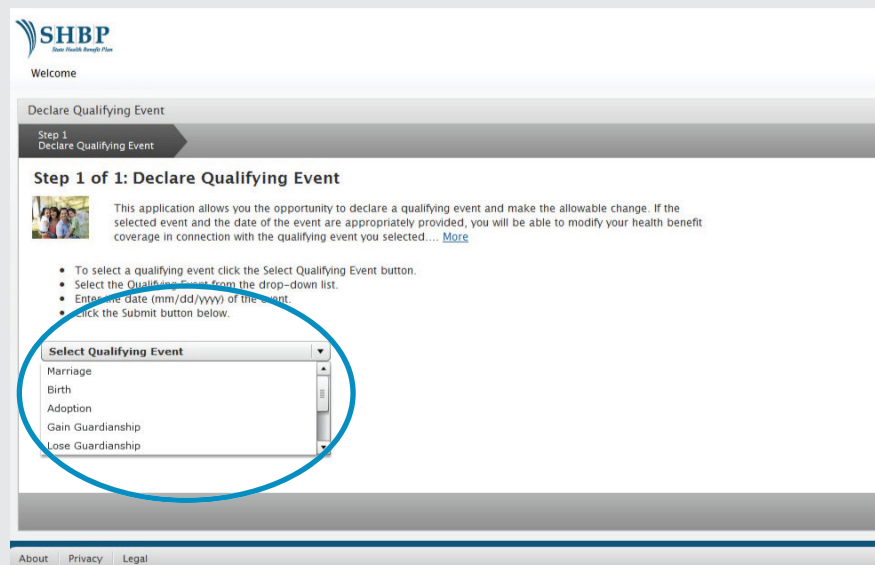 SHBP
State Health Benefit Plan
Welcome
Declare Qualifying Event
Step 1
Declare Qualifying Event
Step 1 of 1: Declare Qualifying Event
This application allows you the opportunity to declare a qualifying event and make the allowable change. If the
selected event and the date of the event are appropriately provided, you will be able to modify your health benefit
coverage in connection with the qualifying event you selected.... More
• To select a qualifying event click the Select Qualifying Event button.
• Select the Qualifying Event from the drop-down list.
• Enter the date (mm/dd/yyyy) of the event.
• Click the Submit button below.
Select Qualifying Event
Marriage
Birth
Adoption
Gain Guardianship
Lose Guardianship
About Privacy Legal